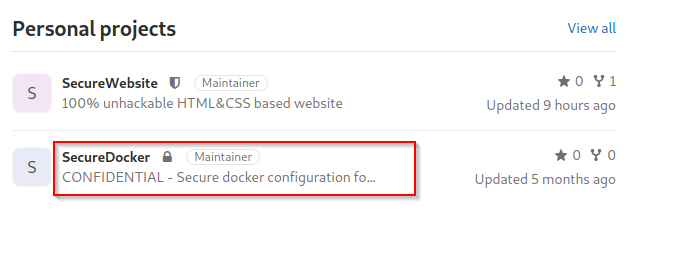 Personal projects View all
S SecureWebsite Maintainer 0 1
100% unhackable HTML&CSS based website Updated 9 hours ago
S SecureDocker Maintainer 0 0
CONFIDENTIAL - Secure docker configuration fo... Updated 5 months ago